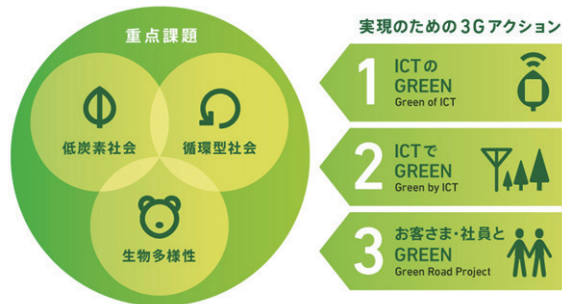 重点課題
低炭素社会
循環型社会
生物多様性
実現のための3Gアクション
1
ICTの
GREEN
Green of ICT
2
ICTで
GREEN
Green by ICT
3
お客さま・社員と
GREEN
Green Road Project